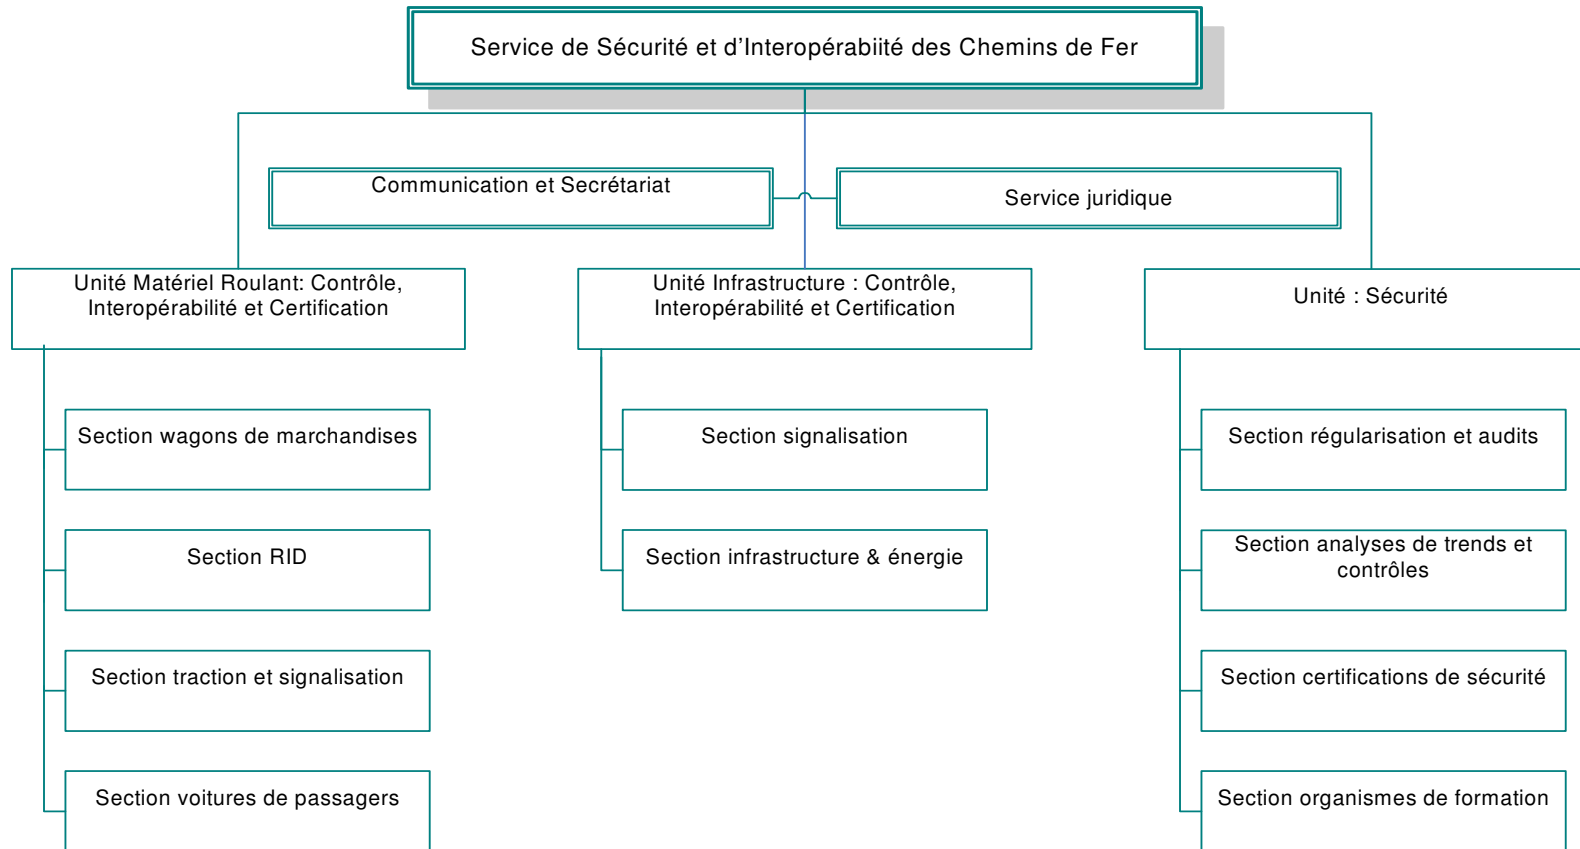 Service de Sécurité et d’Interopérabiité des Chemins de Fer
Communication et Secrétariat
Service juridique
Unité Matériel Roulant: Contrôle,
Interopérabilité et Certification
Unité Infrastructure : Contrôle,
Interopérabilité et Certification
Unité : Sécurité
Section wagons de marchandises
Section signalisation
Section régularisation et audits
Section RID
Section infrastructure & énergie
Section analyses de trends et
contrôles
Section traction et signalisation
Section certifications de sécurité
Section voitures de passagers
Section organismes de formation